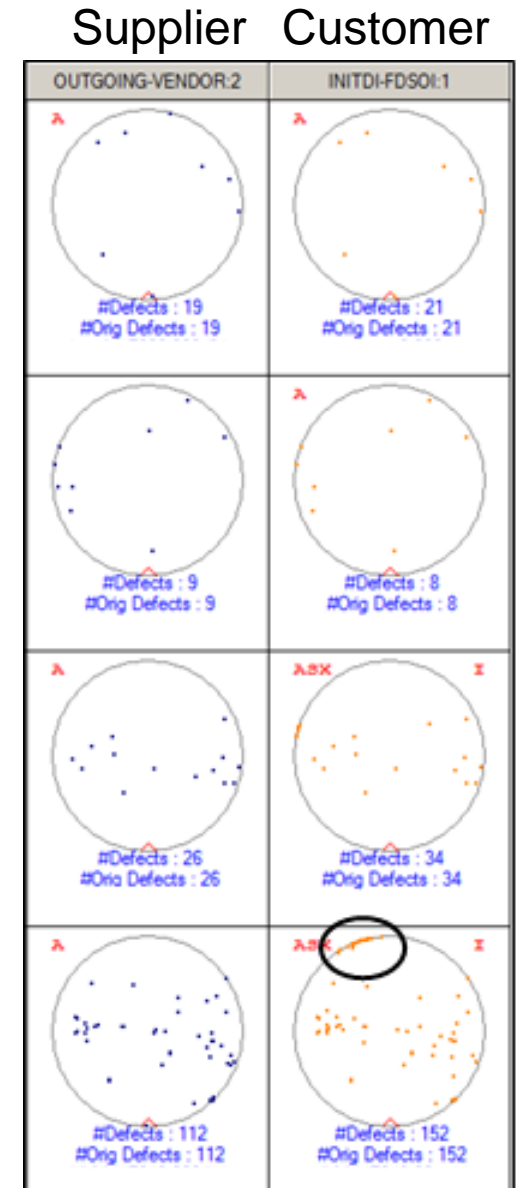 Supplier Customer
OUTGOING-VENDOR:2 INITDI-FDSOI:1
A A
#Defects : 19 #Defects : 21
#Orig Defects : 19 #Orig Defects : 21
A
#Defects : 9 #Defects : 8
#Orig Defects : 9 #Orig Defects : 8
A ASX I
#Defects : 26 #Defects : 34
#Orig Defects : 26 #Orig Defects : 34
A ASX I
#Defects : 112 #Defects : 152
#Orig Defects : 112 #Orig Defects : 152